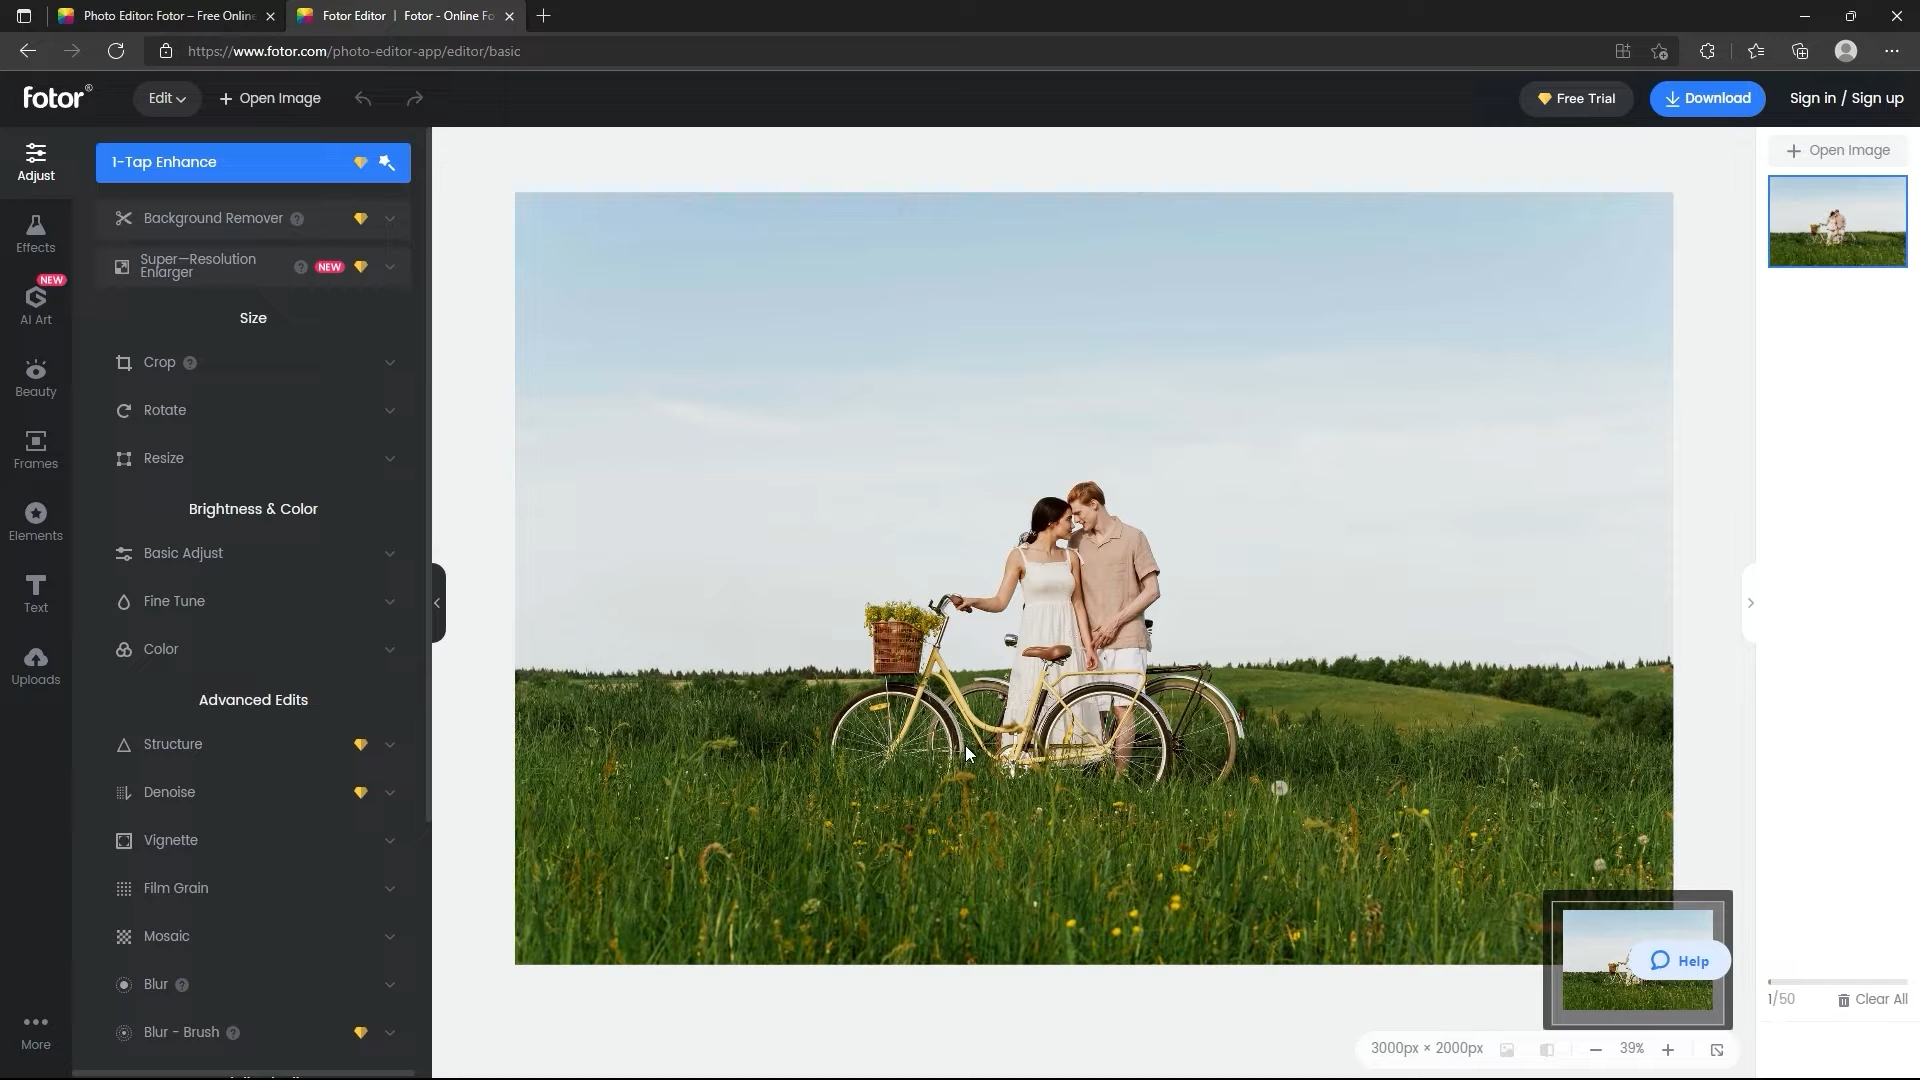 Photo Editor: Fotor – Free Online
Fotor Editor | Fotor - Online Fo
https://www.fotor.com/photo-editor-app/editor/basic
fotor®
Edit
Open Image
Free Trial
Download
Sign in / Sign up
Adjust
Effects
NEW
AI Art
Beauty
Frames
Elements
Text
Uploads
More
1-Tap Enhance
Background Remover ?
Super—Resolution
Enlarger ? NEW
Size
Crop ?
Rotate
Resize
Brightness & Color
Basic Adjust
Fine Tune
Color
Advanced Edits
Structure
Denoise
Vignette
Film Grain
Mosaic
Blur ?
Blur - Brush ?
Open Image
Help
1/50
Clear All
3000px × 2000px
39%